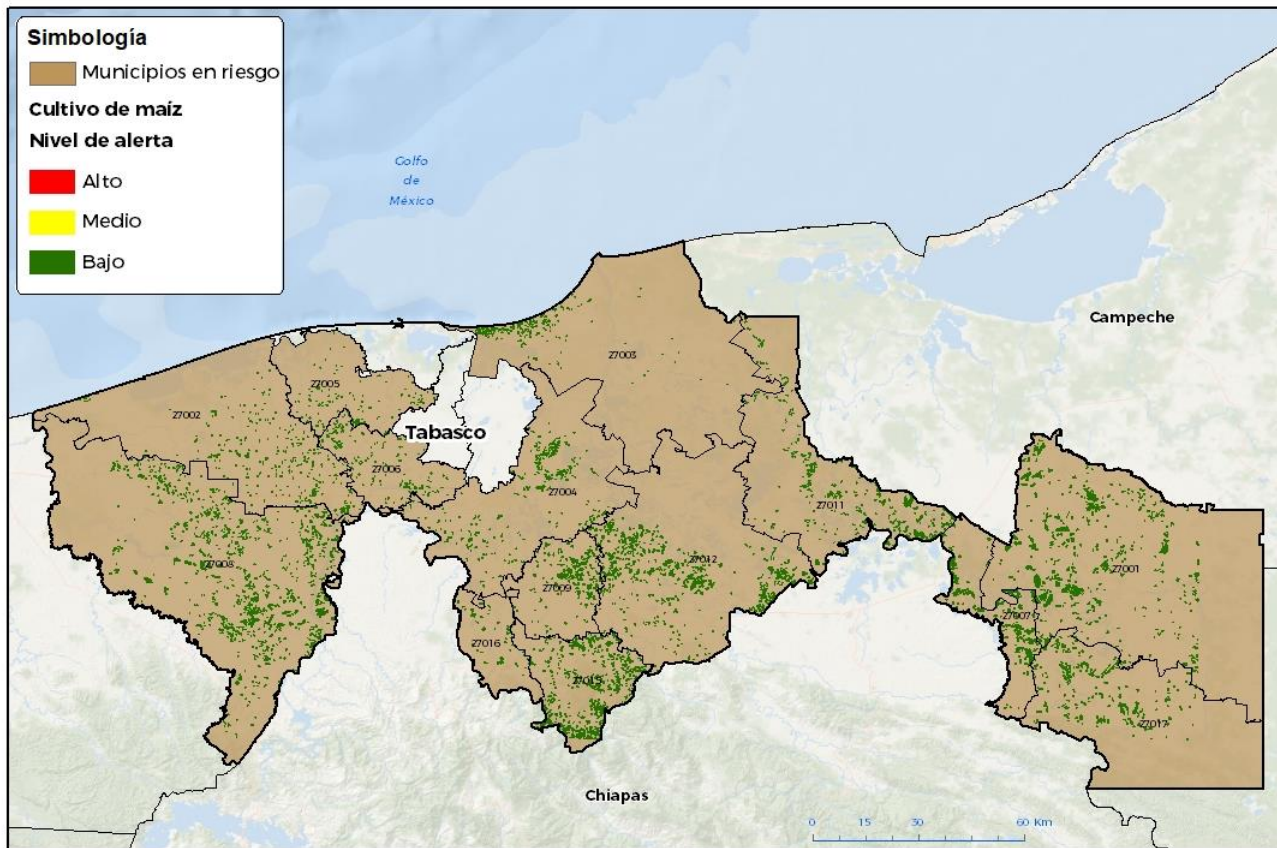 Simbología
Municipios en riesgo
Cultivo de maíz
Nivel de alerta
Alto
Medio
Bajo
Golfo
de
México
Campeche
27003
27005
27002
Tabasco
27006
27004
27011
27008
27012
27001
27009
27007
27016
27015
27017
Chiapas
0 15 30 60 Km